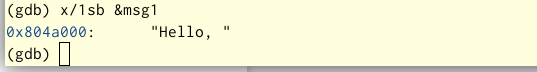 (gdb) x/1sb &msg1
0x804a000:      "Hello, "
(gdb)